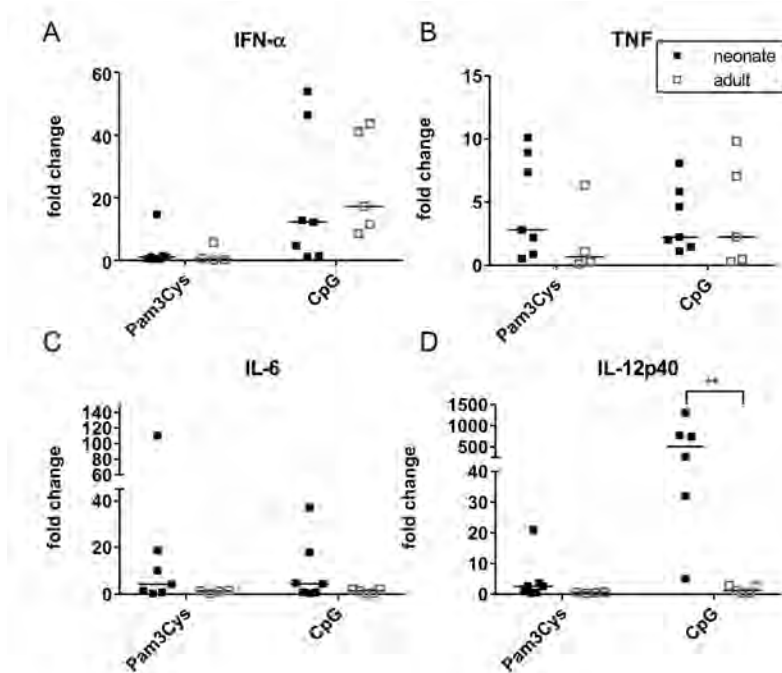 A
IFN-α
B
TNF
neonate
adult
fold change
60
40
20
0
Pam3Cys
CpG
fold change
15
10
5
0
Pam3Cys
CpG
C
IL-6
D
IL-12p40
fold change
140
120
100
80
60
40
20
0
Pam3Cys
CpG
fold change
1500
1000
500
40
30
20
10
0
Pam3Cys
CpG